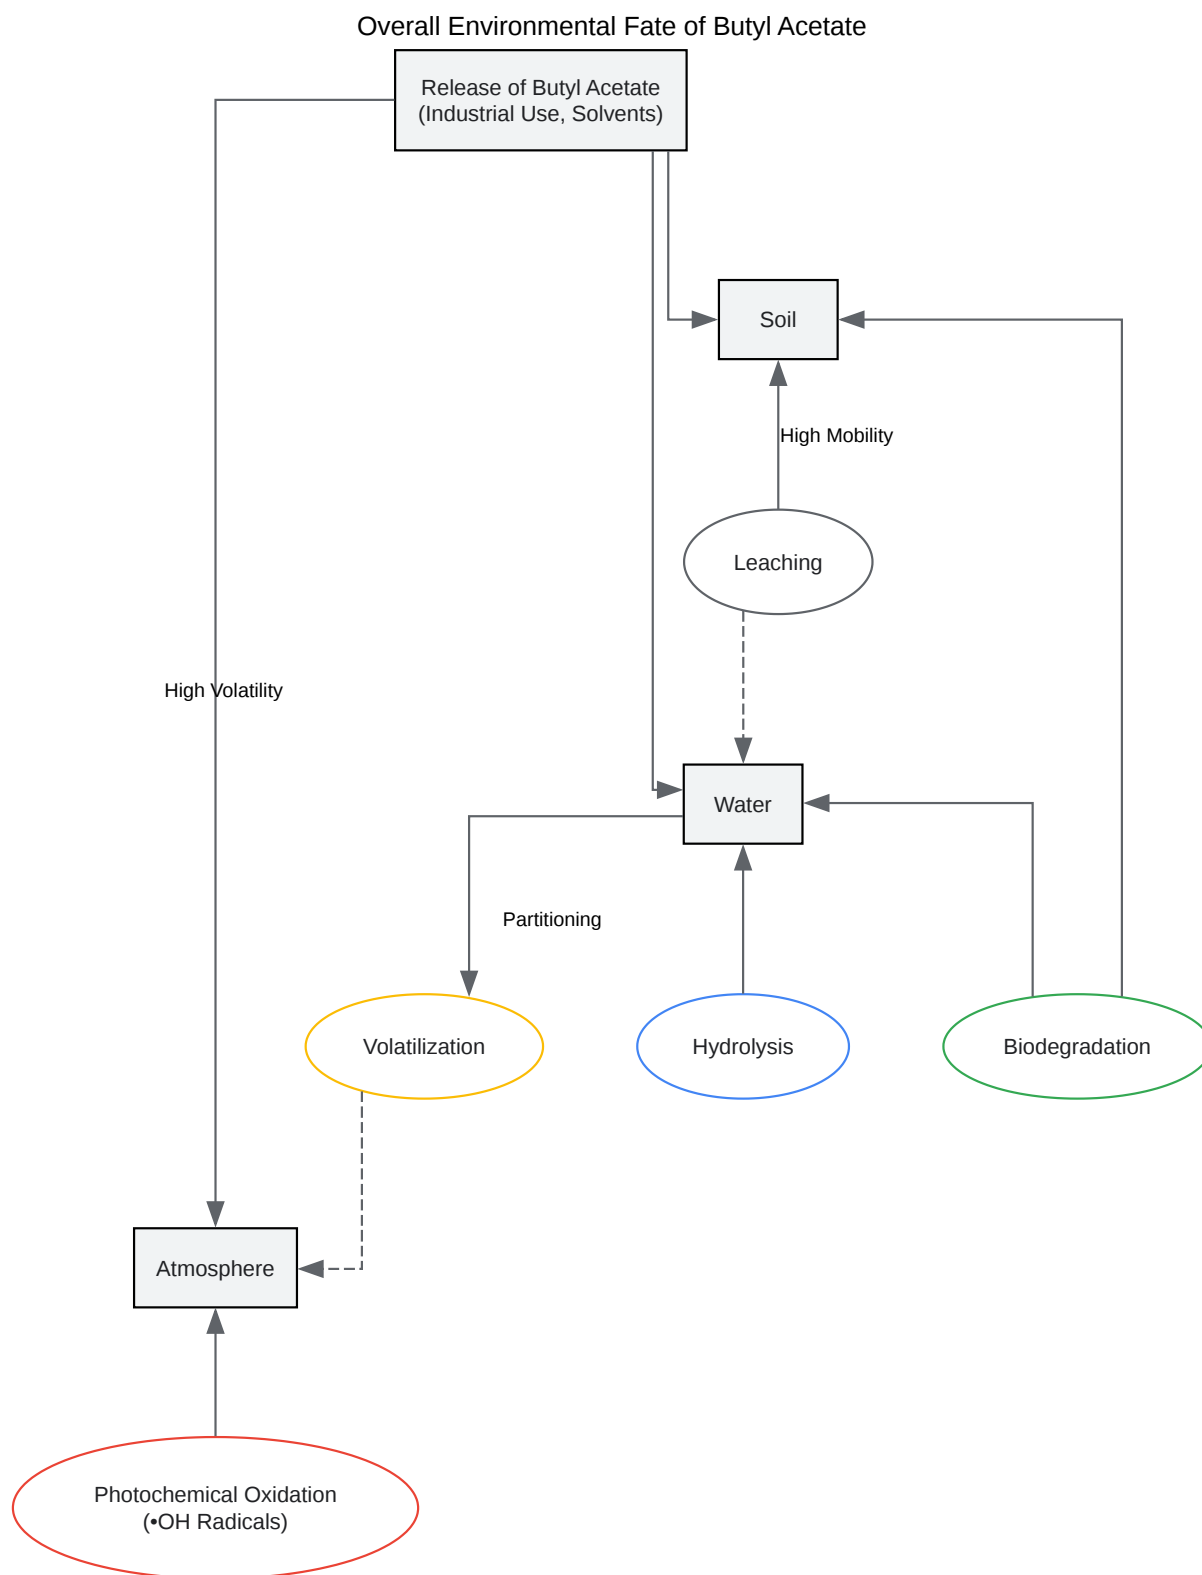 Overall Environmental Fate of Butyl Acetate
Release of Butyl Acetate
(Industrial Use, Solvents)
Soil
High Mobility
Leaching
High Volatility
Water
Partitioning
Volatilization
Hydrolysis
Biodegradation
Atmosphere
Photochemical Oxidation
(•OH Radicals)